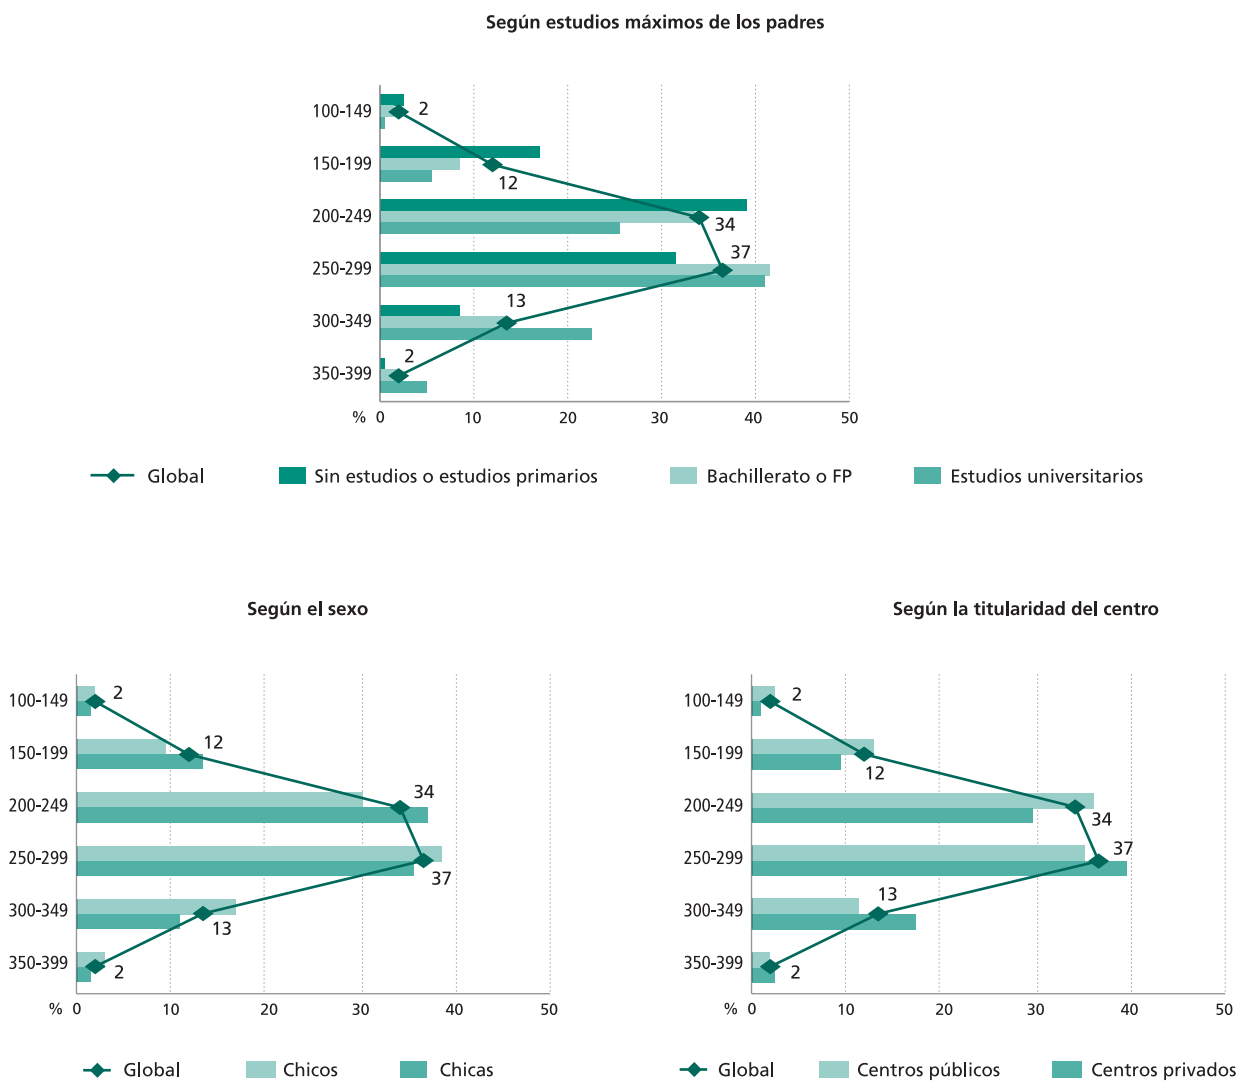 Según estudios máximos de los padres
100-149 2
150-199 12
200-249 34
250-299 37
300-349 13
350-399 2
% 0 10 20 30 40 50
Global Sin estudios o estudios primarios Bachillerato o FP Estudios universitarios
Según el sexo
100-149 2
150-199 12
200-249 34
250-299 37
300-349 13
350-399 2
% 0 10 20 30 40 50
Global Chicos Chicas
Según la titularidad del centro
100-149 2
150-199 12
200-249 34
250-299 37
300-349 13
350-399 2
% 0 10 20 30 40 50
Global Centros públicos Centros privados